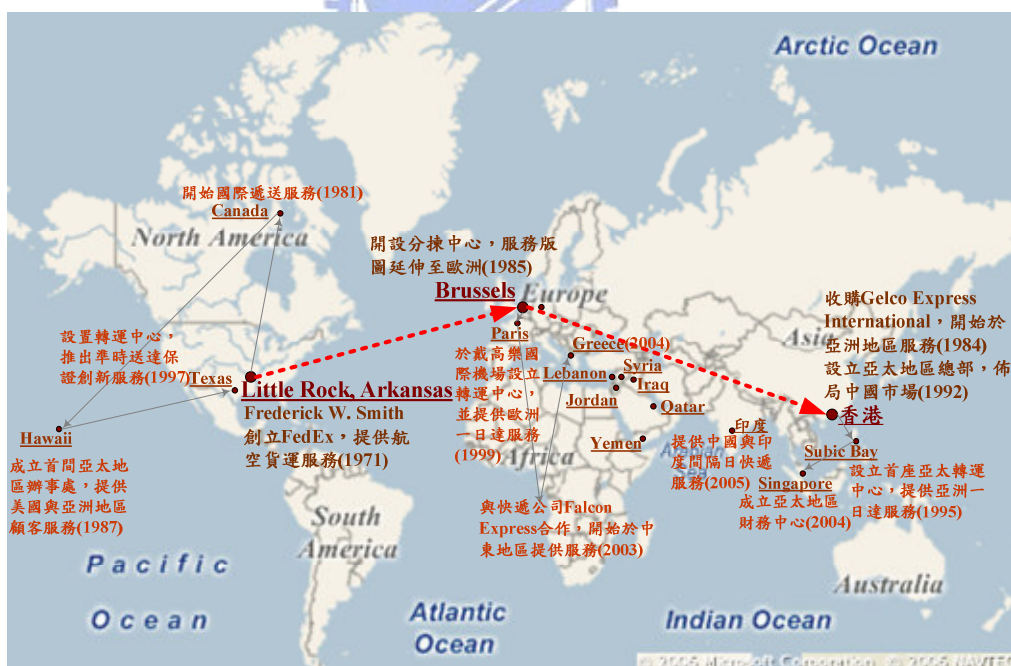 Arctic Ocean
開始國際遞送服務(1981)
Canada
North America
開設分揀中心，服務版
圖延伸至歐洲(1985)
Brussels
Europe
Paris
收購Gelco Express
International，開始於
亞洲地區服務(1984)
設立亞太地區總部，佈
局中國市場(1992)
Asia
香港
設置轉運中心，
推出準時送達保
證創新服務(1997)
Texas
Little Rock, Arkansas
Frederick W. Smith
創立FedEx，提供航
空貨運服務(1971)
Hawaii
成立首間亞太地
區辦事處，提供
美國與亞洲地區
顧客服務(1987)
於戴高樂國
際機場設立
轉運中心，
並提供歐洲
一日達服務
(1999)
Greece(2004)
Lebanon
Syria
Iraq
Jordan
Qatar
Yemen
Africa
Arabian
Sea
印度
提供中國與印
度間隔日快遞
服務(2005)
Subic Bay
設立首座亞太轉運
中心，提供亞洲一
日達服務(1995)
Singapore
成立亞太地區
財務中心(2004)
與快遞公司Falcon
Express合作，開始於中
東地區提供服務(2003)
South
America
Pacific
Ocean
Atlantic
Ocean
Indian Ocean
Australia
© 2006 Microsoft Corporation © 2006 NAVTEQ